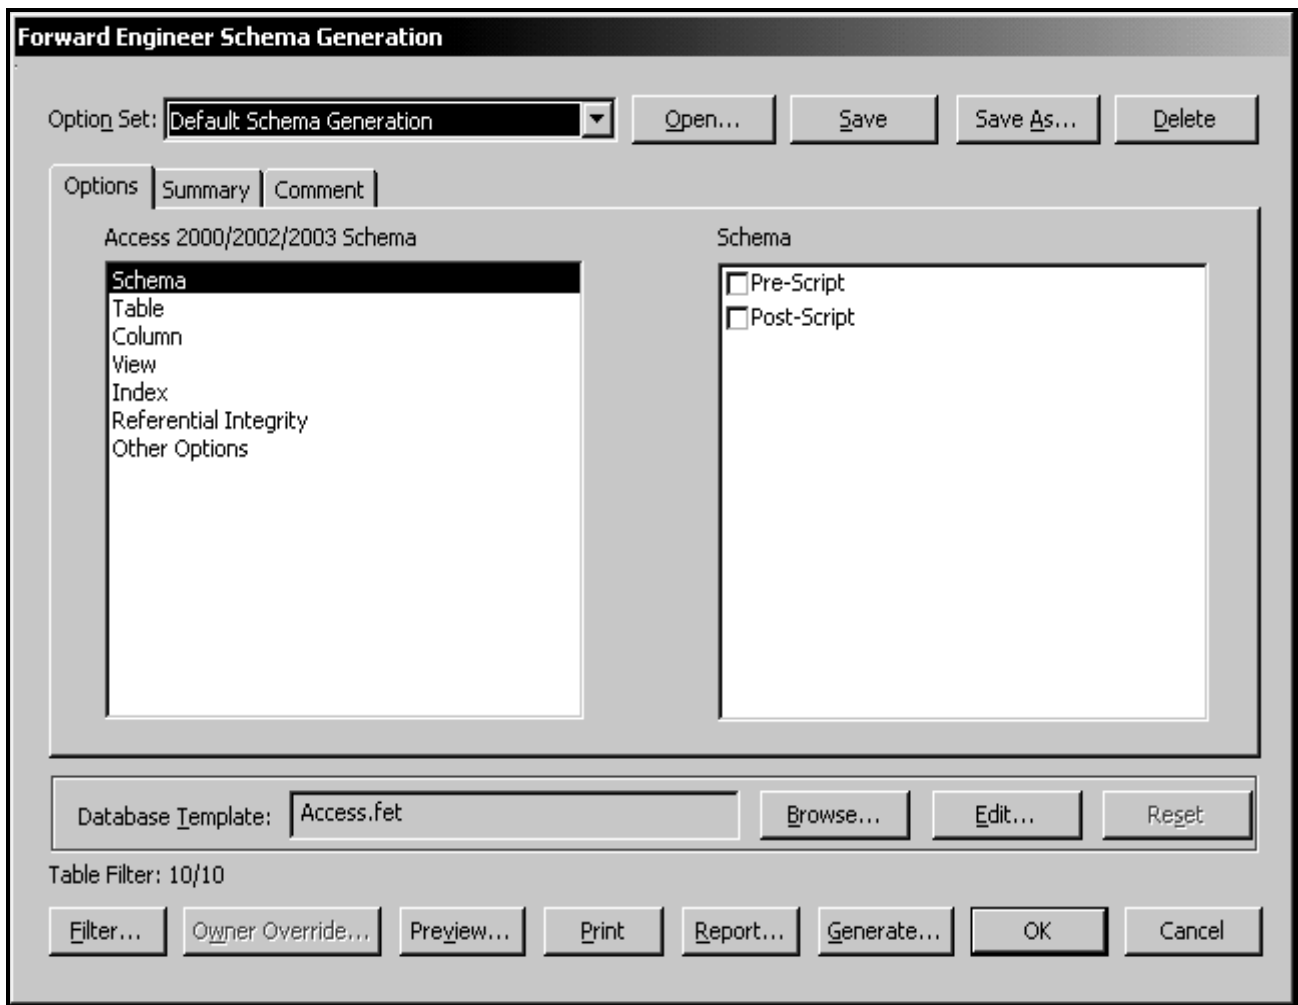 Forward Engineer Schema Generation
Option Set: Default Schema Generation Open... Save Save As... Delete
Options Summary Comment
Access 2000/2002/2003 Schema Schema
Schema
Table
Column
View
Index
Referential Integrity
Other Options
Pre-Script
Post-Script
Database Template: Access.fet Browse... Edit... Reset
Table Filter: 10/10
Filter... Owner Override... Preview... Print Report... Generate... OK Cancel